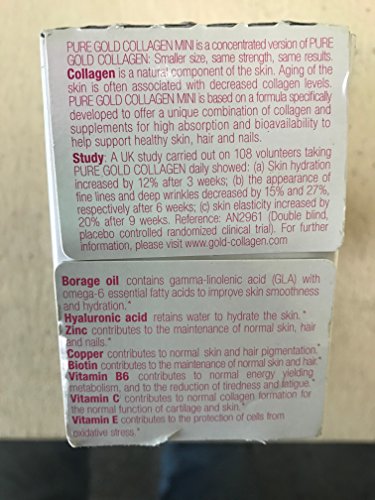 PURE GOLD COLLAGEN MINI is a concentrated version of PURE
GOLD COLLAGEN: Smaller size, same strength, same results.
Collagen is a natural component of the skin. Aging of the
skin is often associated with decreased collagen levels.
PURE GOLD COLLAGEN MINI is based on a formula specifically
developed to offer a unique combination of collagen and
supplements for high absorption and bioavailability to
help support healthy skin, hair and nails.
Study: A UK study carried out on 108 volunteers taking
PURE GOLD COLLAGEN daily showed: (a) Skin hydration
increased by 12% after 3 weeks; (b) the appearance of
fine lines and deep wrinkles decreased by 15% and 27%,
respectively after 6 weeks; (c) skin elasticity increased by
20% after 9 weeks. Reference: AN2961 (Double blind,
placebo controlled randomized clinical trial). For further
information, please visit www.gold-collagen.com
Borage oil contains gamma-linolenic acid (GLA) with
omega-6 essential fatty acids to improve skin smoothness
and hydration.*
Hyaluronic acid retains water to hydrate the skin.*
Zinc contributes to the maintenance of normal skin, hair
and nails.*
Copper contributes to normal skin and hair pigmentation.*
Biotin contributes to the maintenance of normal skin and hair.*
Vitamin B6 contributes to normal energy yielding
metabolism, and to the reduction of tiredness and fatigue.*
Vitamin C contributes to normal collagen formation for
the normal function of cartilage and skin.*
Vitamin E contributes to the protection of cells from
oxidative stress.*